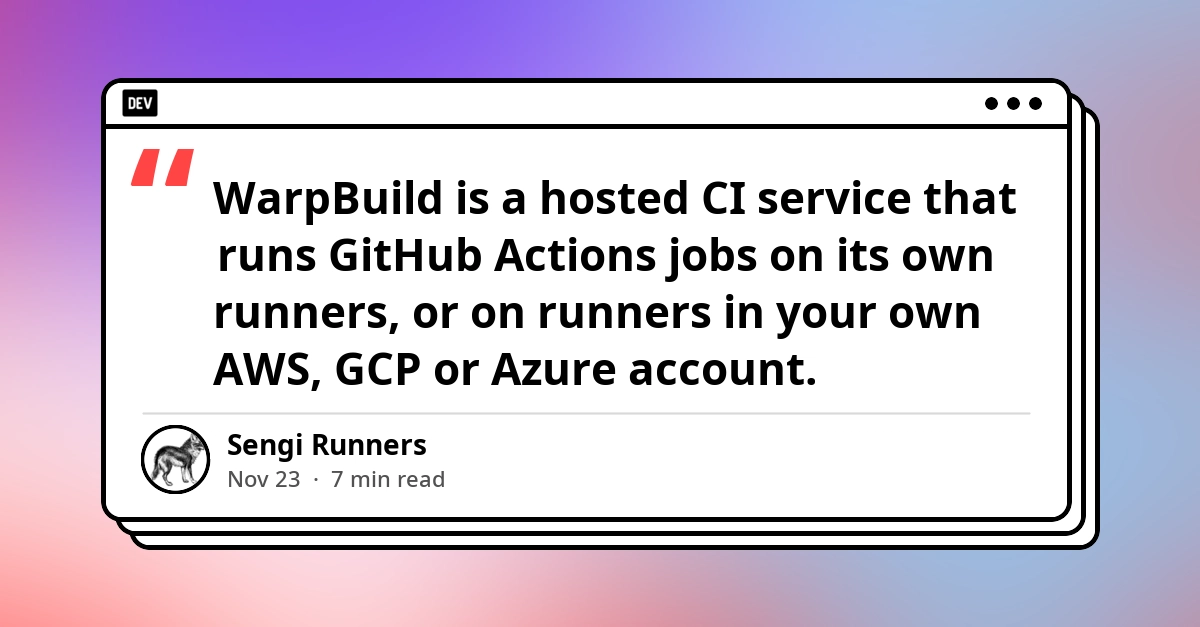 DEV
“
WarpBuild is a hosted CI service that
runs GitHub Actions jobs on its own
runners, or on runners in your own
AWS, GCP or Azure account.
Sengi Runners
Nov 23 · 7 min read